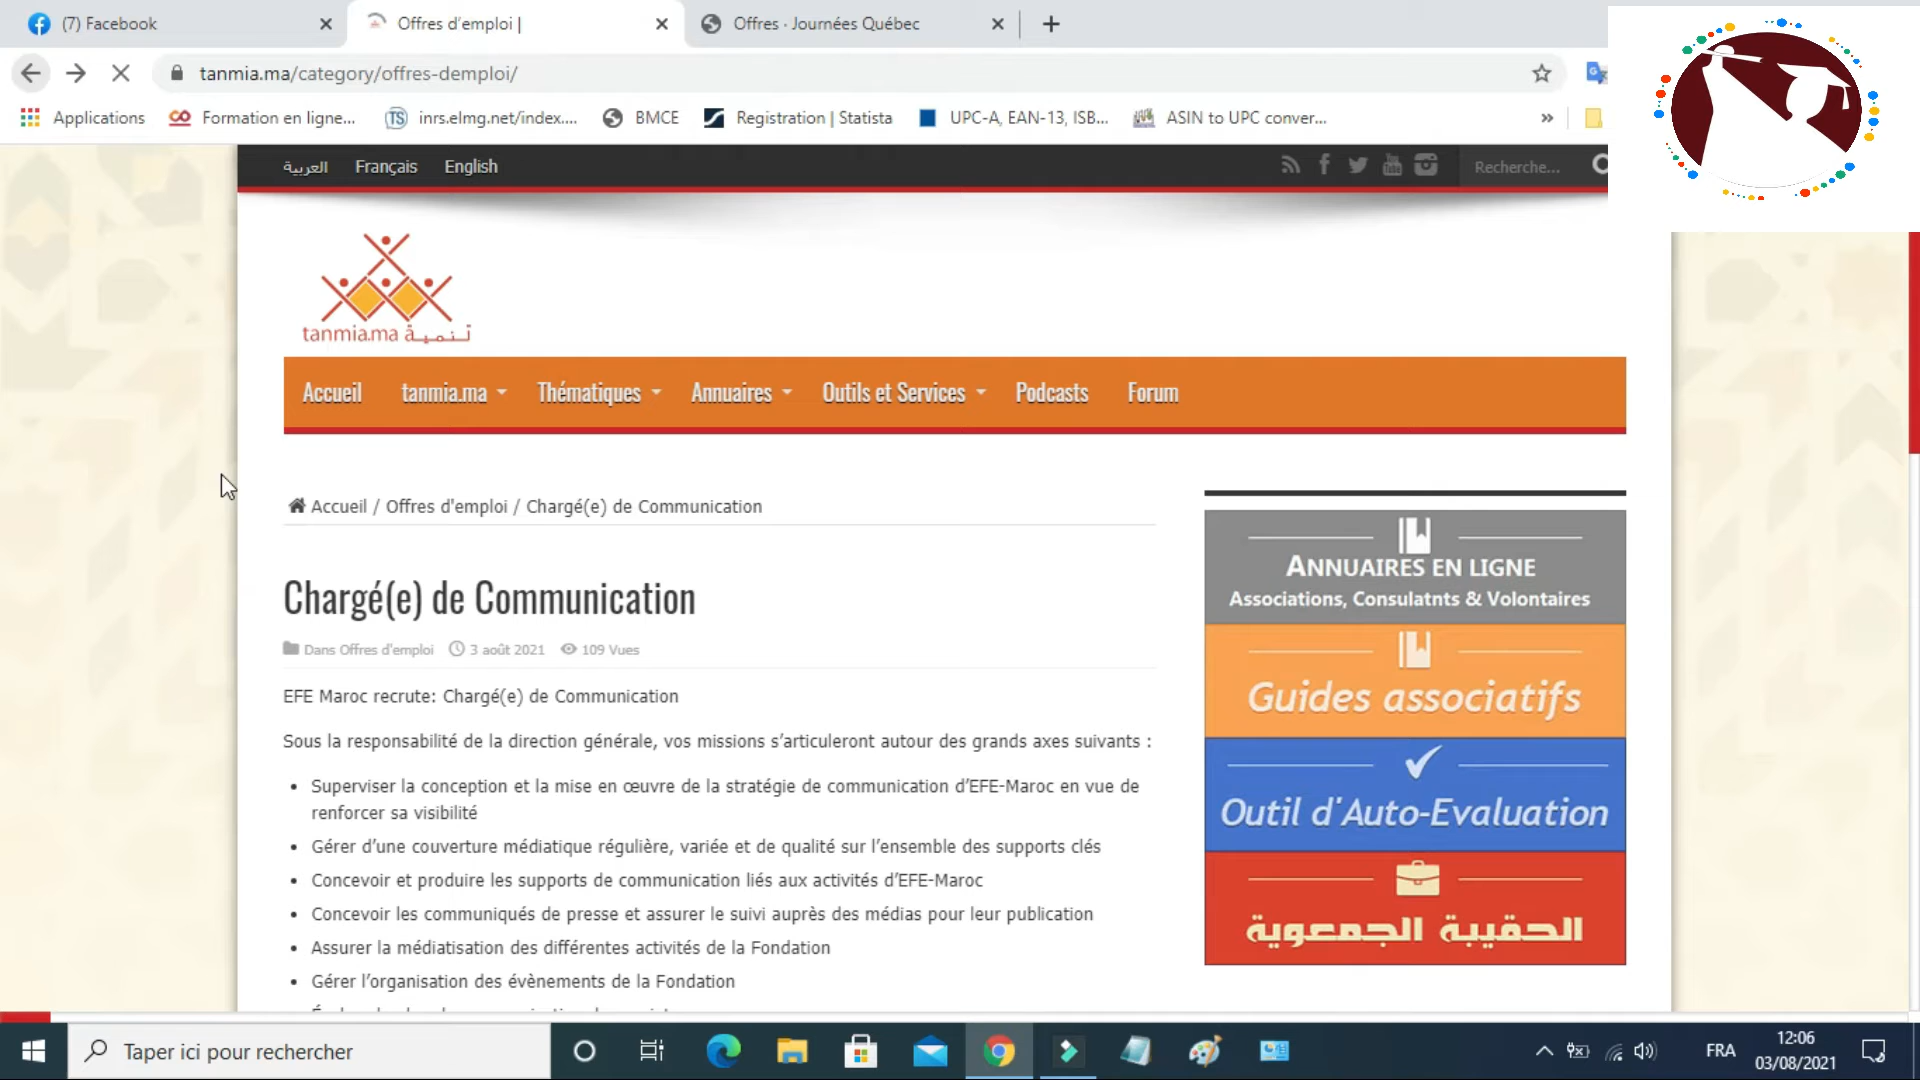 (7) Facebook
Offres d'emploi |
Offres · Journées Québec
tanmia.ma/category/offres-demploi/
Applications
Formation en ligne...
inrs.elmg.net/index....
BMCE
Registration | Statista
UPC-A, EAN-13, ISB...
ASIN to UPC conver...
»
العربية
Français
English
Recherche...
tanmia.ma تنمية
Accueil
tanmia.ma
Thématiques
Annuaires
Outils et Services
Podcasts
Forum
Accueil / Offres d'emploi / Chargé(e) de Communication
Chargé(e) de Communication
Dans Offres d'emploi
3 août 2021
109 Vues
EFE Maroc recrute: Chargé(e) de Communication
Sous la responsabilité de la direction générale, vos missions s’articuleront autour des grands axes suivants :
• Superviser la conception et la mise en œuvre de la stratégie de communication d’EFE-Maroc en vue de
renforcer sa visibilité
• Gérer d’une couverture médiatique régulière, variée et de qualité sur l’ensemble des supports clés
• Concevoir et produire les supports de communication liés aux activités d’EFE-Maroc
• Concevoir les communiqués de presse et assurer le suivi auprès des médias pour leur publication
• Assurer la médiatisation des différentes activités de la Fondation
• Gérer l’organisation des évènements de la Fondation
ANNUAIRES EN LIGNE
Associations, Consulatnts & Volontaires
Guides associatifs
Outil d'Auto-Evaluation
الحقيبة الجمعوية
Taper ici pour rechercher
FRA
12:06
03/08/2021